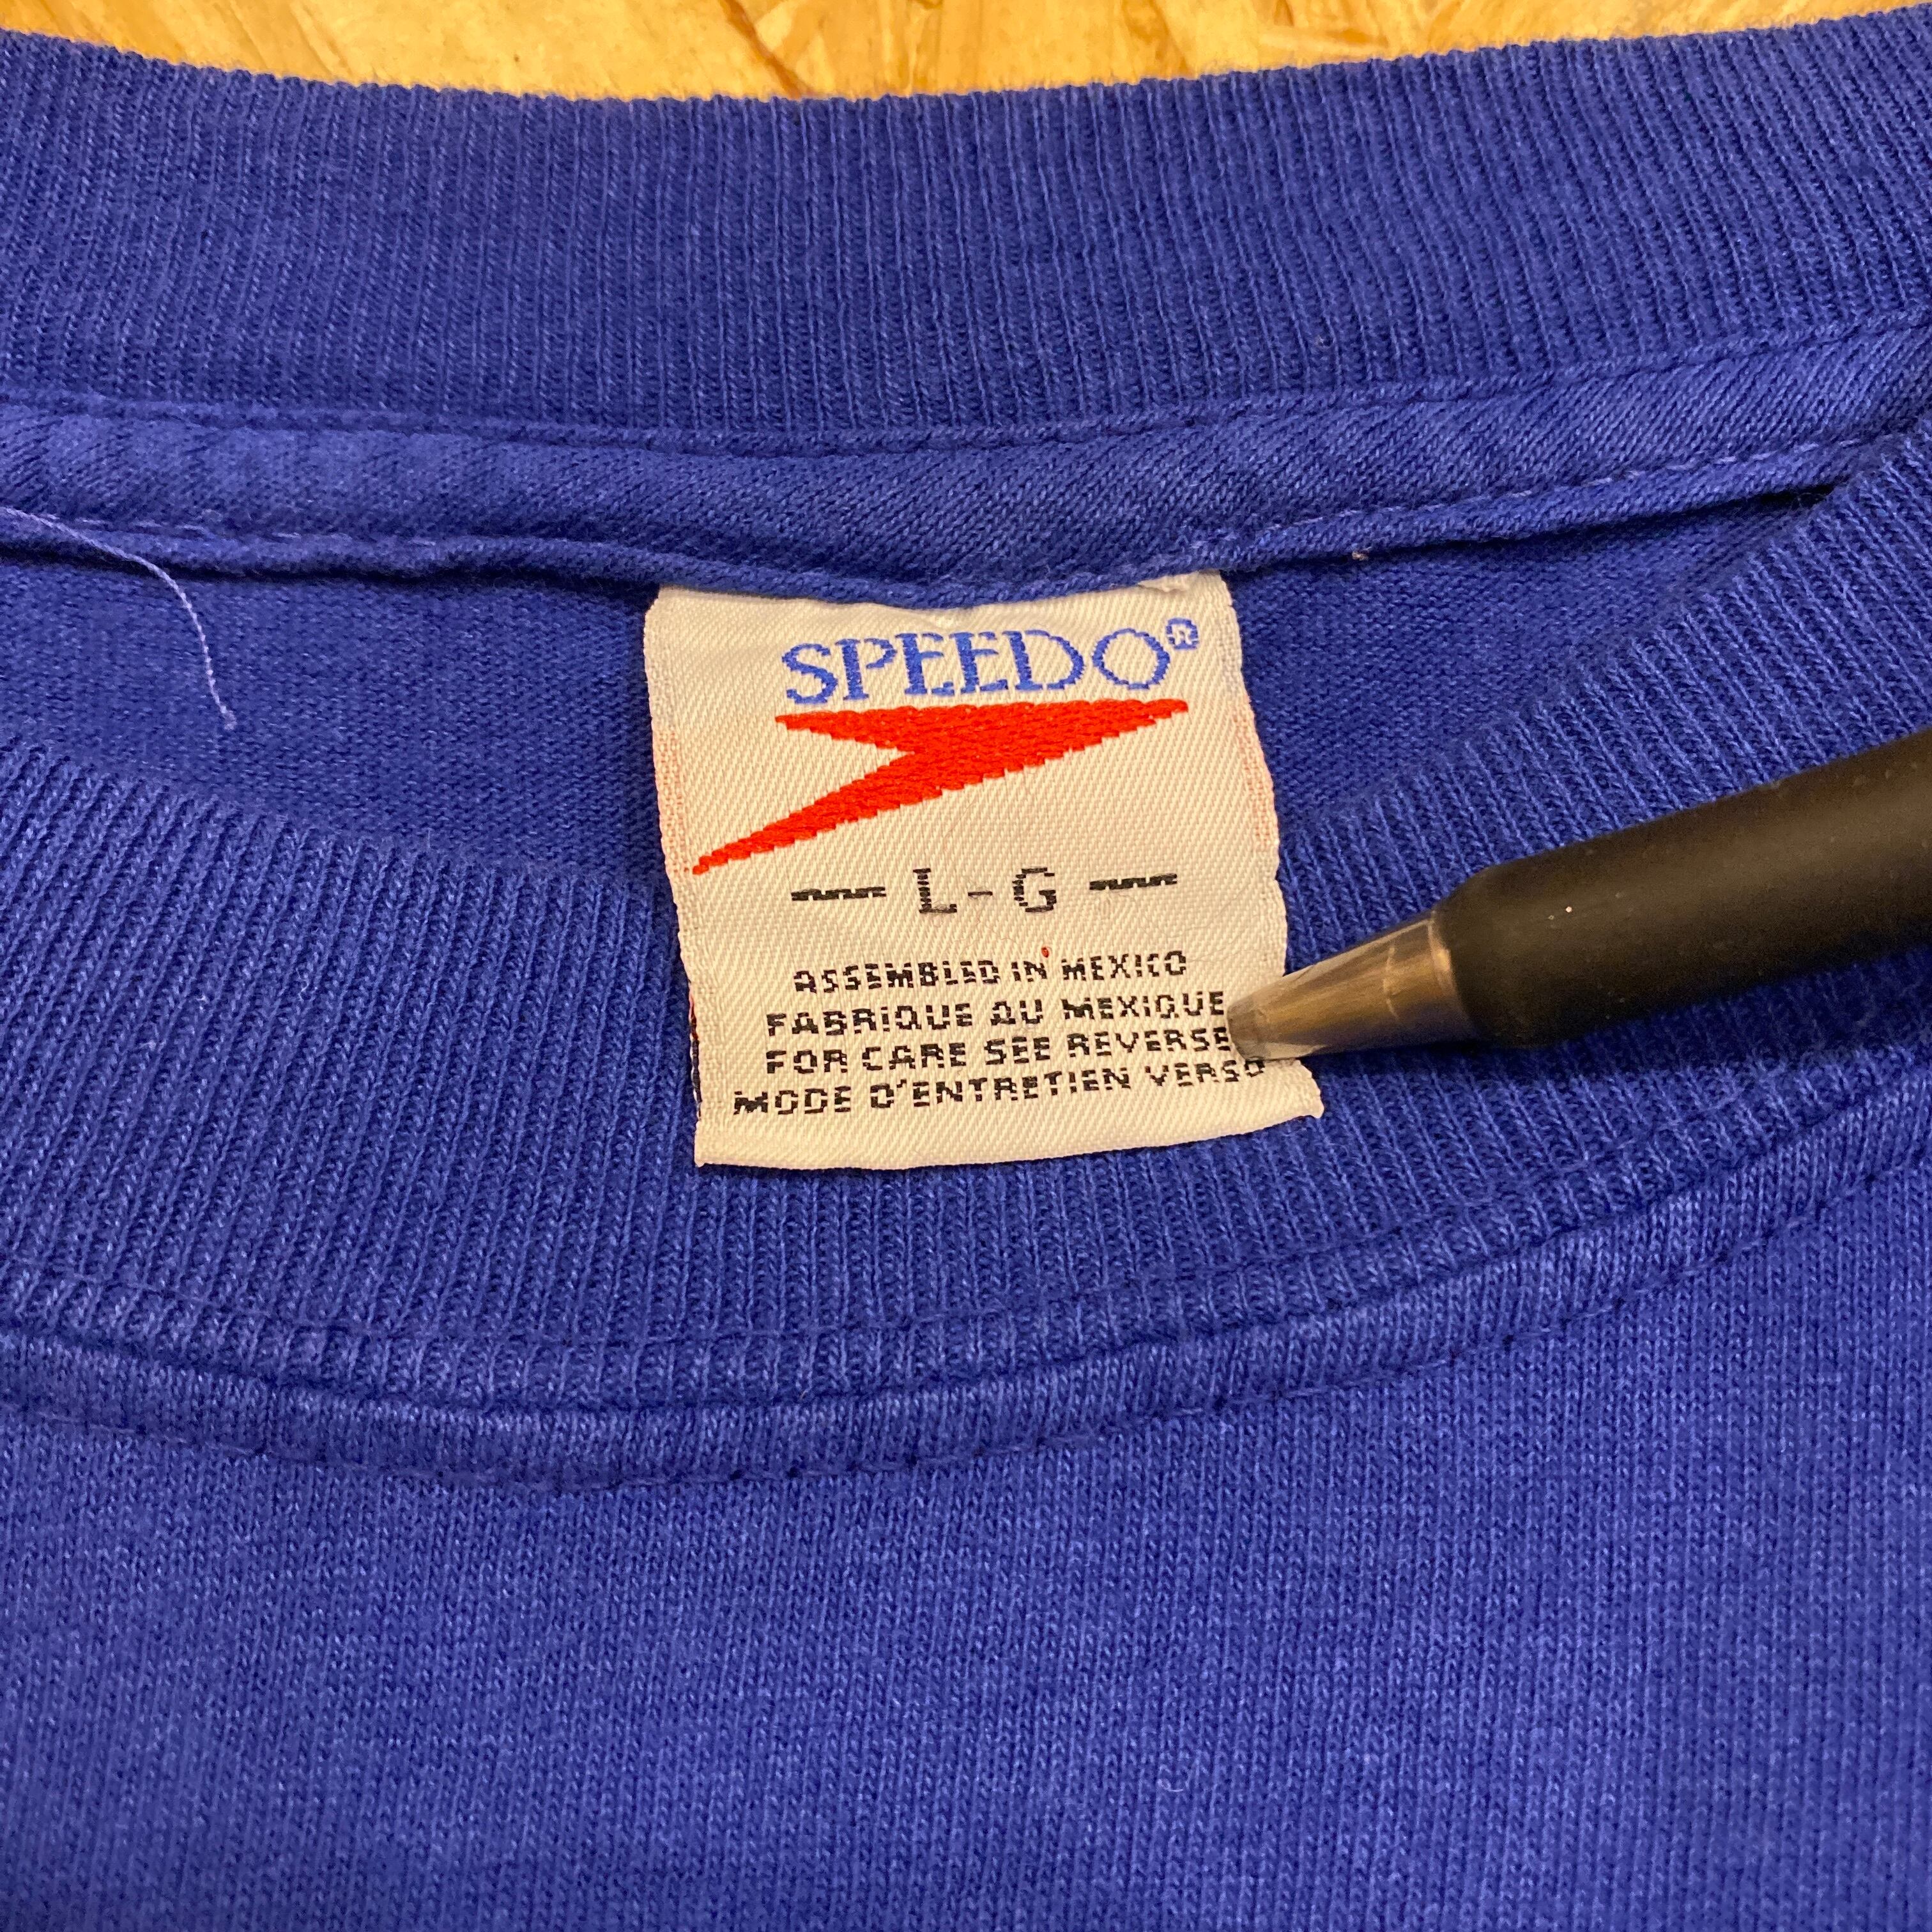 SPEEDO®
L-G
ASSEMBLED IN MEXICO
FABRIQUE AU MEXIQUE
FOR CARE SEE REVERSE
MODE D'ENTRETIEN VERSO